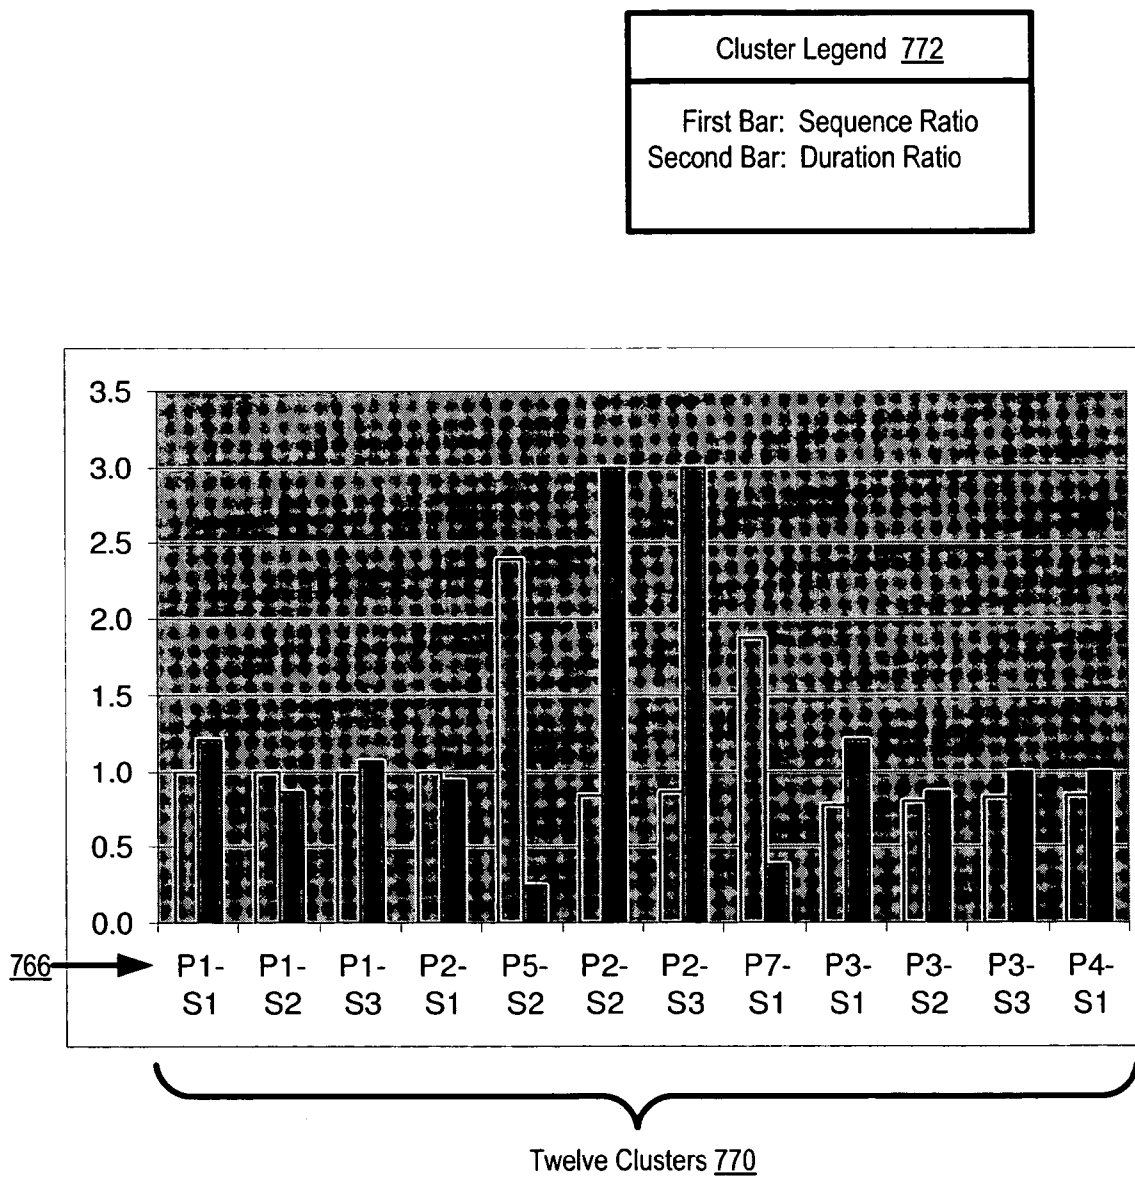 Cluster Legend 772
First Bar: Sequence Ratio
Second Bar: Duration Ratio
3.5
3.0
2.5
2.0
1.5
1.0
0.5
0.0
766
P1- P1- P1- P2- P5- P2- P2- P7- P3- P3- P3- P4-
S1 S2 S3 S1 S2 S2 S3 S1 S1 S2 S3 S1
Twelve Clusters 770